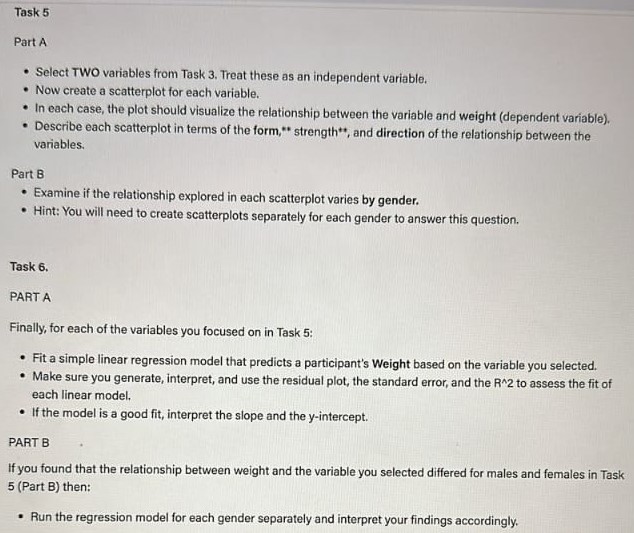 Task 5
Part A
• Select TWO variables from Task 3. Treat these as an independent variable.
• Now create a scatterplot for each variable.
• In each case, the plot should visualize the relationship between the variable and weight (dependent variable).
• Describe each scatterplot in terms of the form,** strength**, and direction of the relationship between the
variables.
Part B
• Examine if the relationship explored in each scatterplot varies by gender.
• Hint: You will need to create scatterplots separately for each gender to answer this question.
Task 6.
PART A
Finally, for each of the variables you focused on in Task 5:
• Fit a simple linear regression model that predicts a participant's Weight based on the variable you selected.
• Make sure you generate, interpret, and use the residual plot, the standard error, and the R^2 to assess the fit of
each linear model.
• If the model is a good fit, interpret the slope and the y-intercept.
PART B
If you found that the relationship between weight and the variable you selected differed for males and females in Task
5 (Part B) then:
• Run the regression model for each gender separately and interpret your findings accordingly.